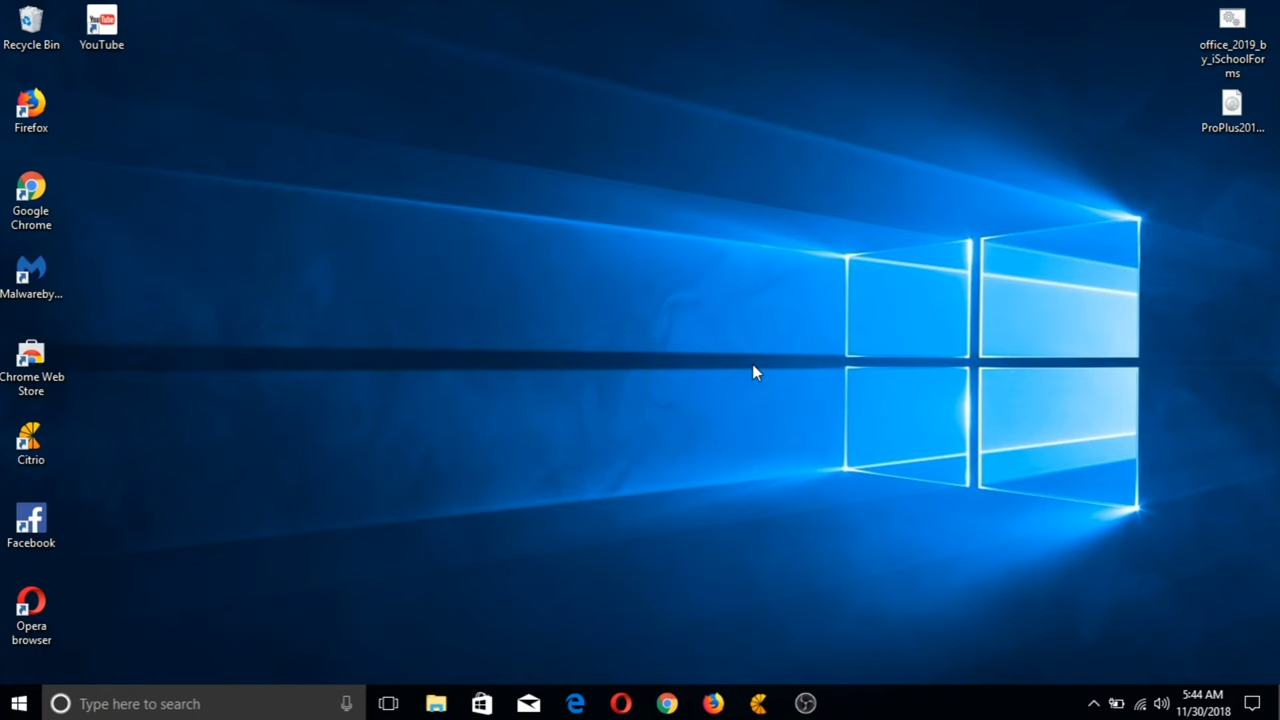 Recycle Bin
YouTube
Firefox
Google
Chrome
Malwareby...
Chrome Web
Store
Citrio
Facebook
Opera
browser
office_2019_b
y_iSchoolFor
ms
ProPlus201...
Type here to search
5:44 AM
11/30/2018